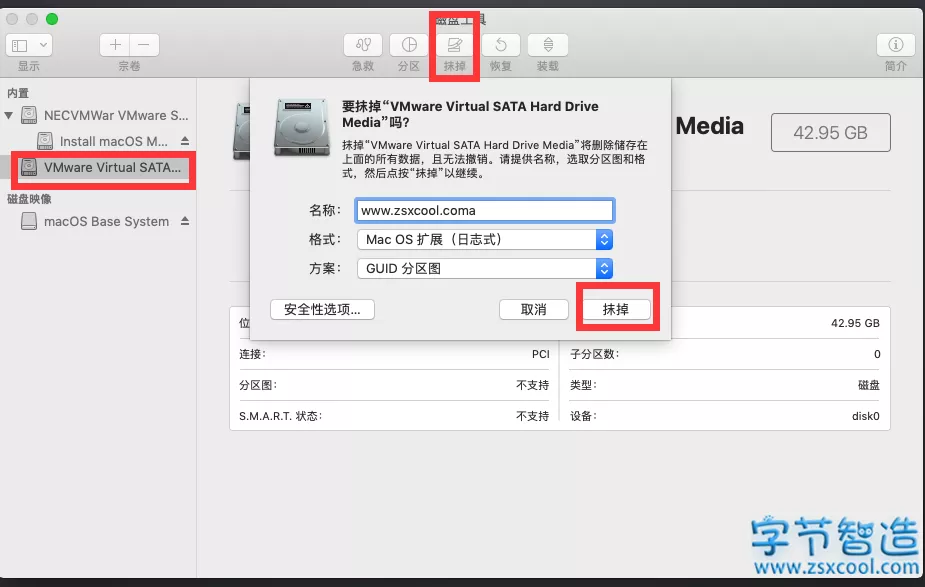 磁盘工具
显示
宗卷
急救
分区
抹掉
恢复
装载
简介
内置
NECVMWar VMware S...
Install macOS M...
VMware Virtual SATA...
磁盘映像
macOS Base System
要抹掉“VMware Virtual SATA Hard Drive
Media”吗?
抹掉“VMware Virtual SATA Hard Drive Media”将删除储存在
上面的所有数据，且无法撤销。请提供名称，选取分区图和格
式，然后点按“抹掉”以继续。
名称：
www.zsxcool.coma
格式：
Mac OS 扩展（日志式）
方案：
GUID 分区图
安全性选项...
取消
抹掉
Media
42.95 GB
位
42.95 GB
连接：
PCI
子分区数：
0
分区图：
不支持
类型：
磁盘
S.M.A.R.T. 状态：
不支持
设备：
disk0
字节智造
www.zsxcool.com